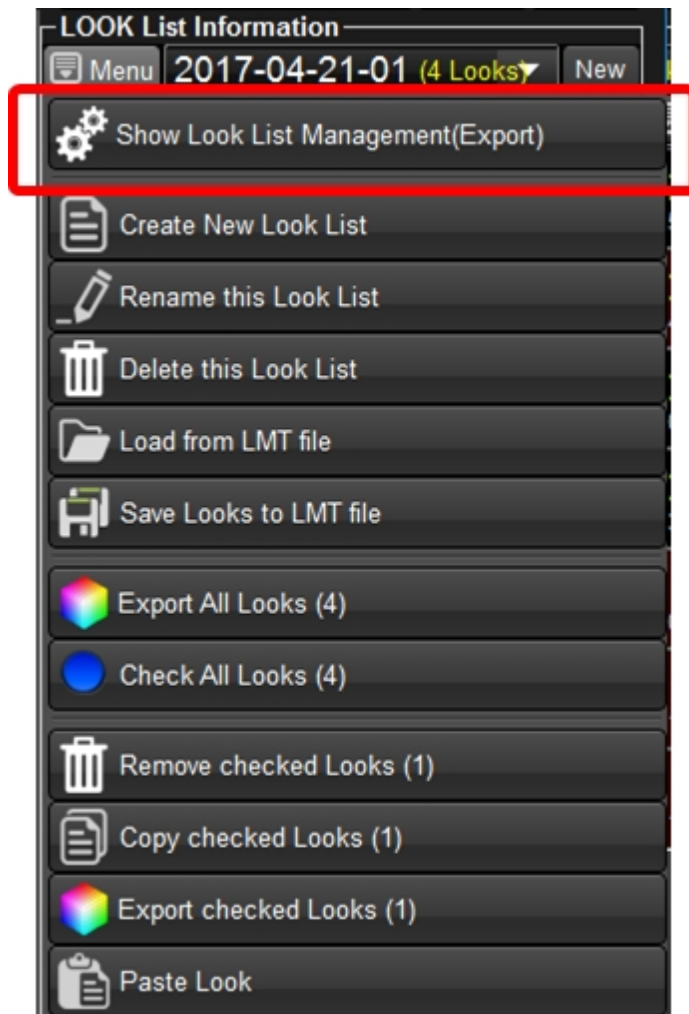 LOOK List Information
Menu 2017-04-21-01 (4 Looks) New
Show Look List Management(Export)
Create New Look List
Rename this Look List
Delete this Look List
Load from LMT file
Save Looks to LMT file
Export All Looks (4)
Check All Looks (4)
Remove checked Looks (1)
Copy checked Looks (1)
Export checked Looks (1)
Paste Look